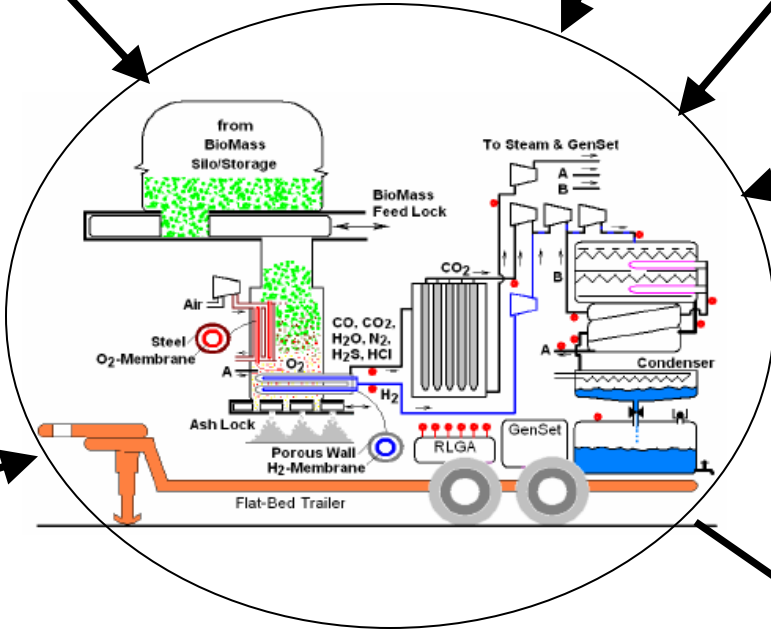 from
BioMass
Silo/Storage
To Steam & GenSet
A
B
BioMass
Feed Lock
CO2
B
Air
Steel
O2-Membrane
CO, CO2,
H2O, N2,
H2S, HCl
O2
A
H2
A
Condenser
Ash Lock
Porous Wall
H2-Membrane
RLGA
GenSet
Flat-Bed Trailer